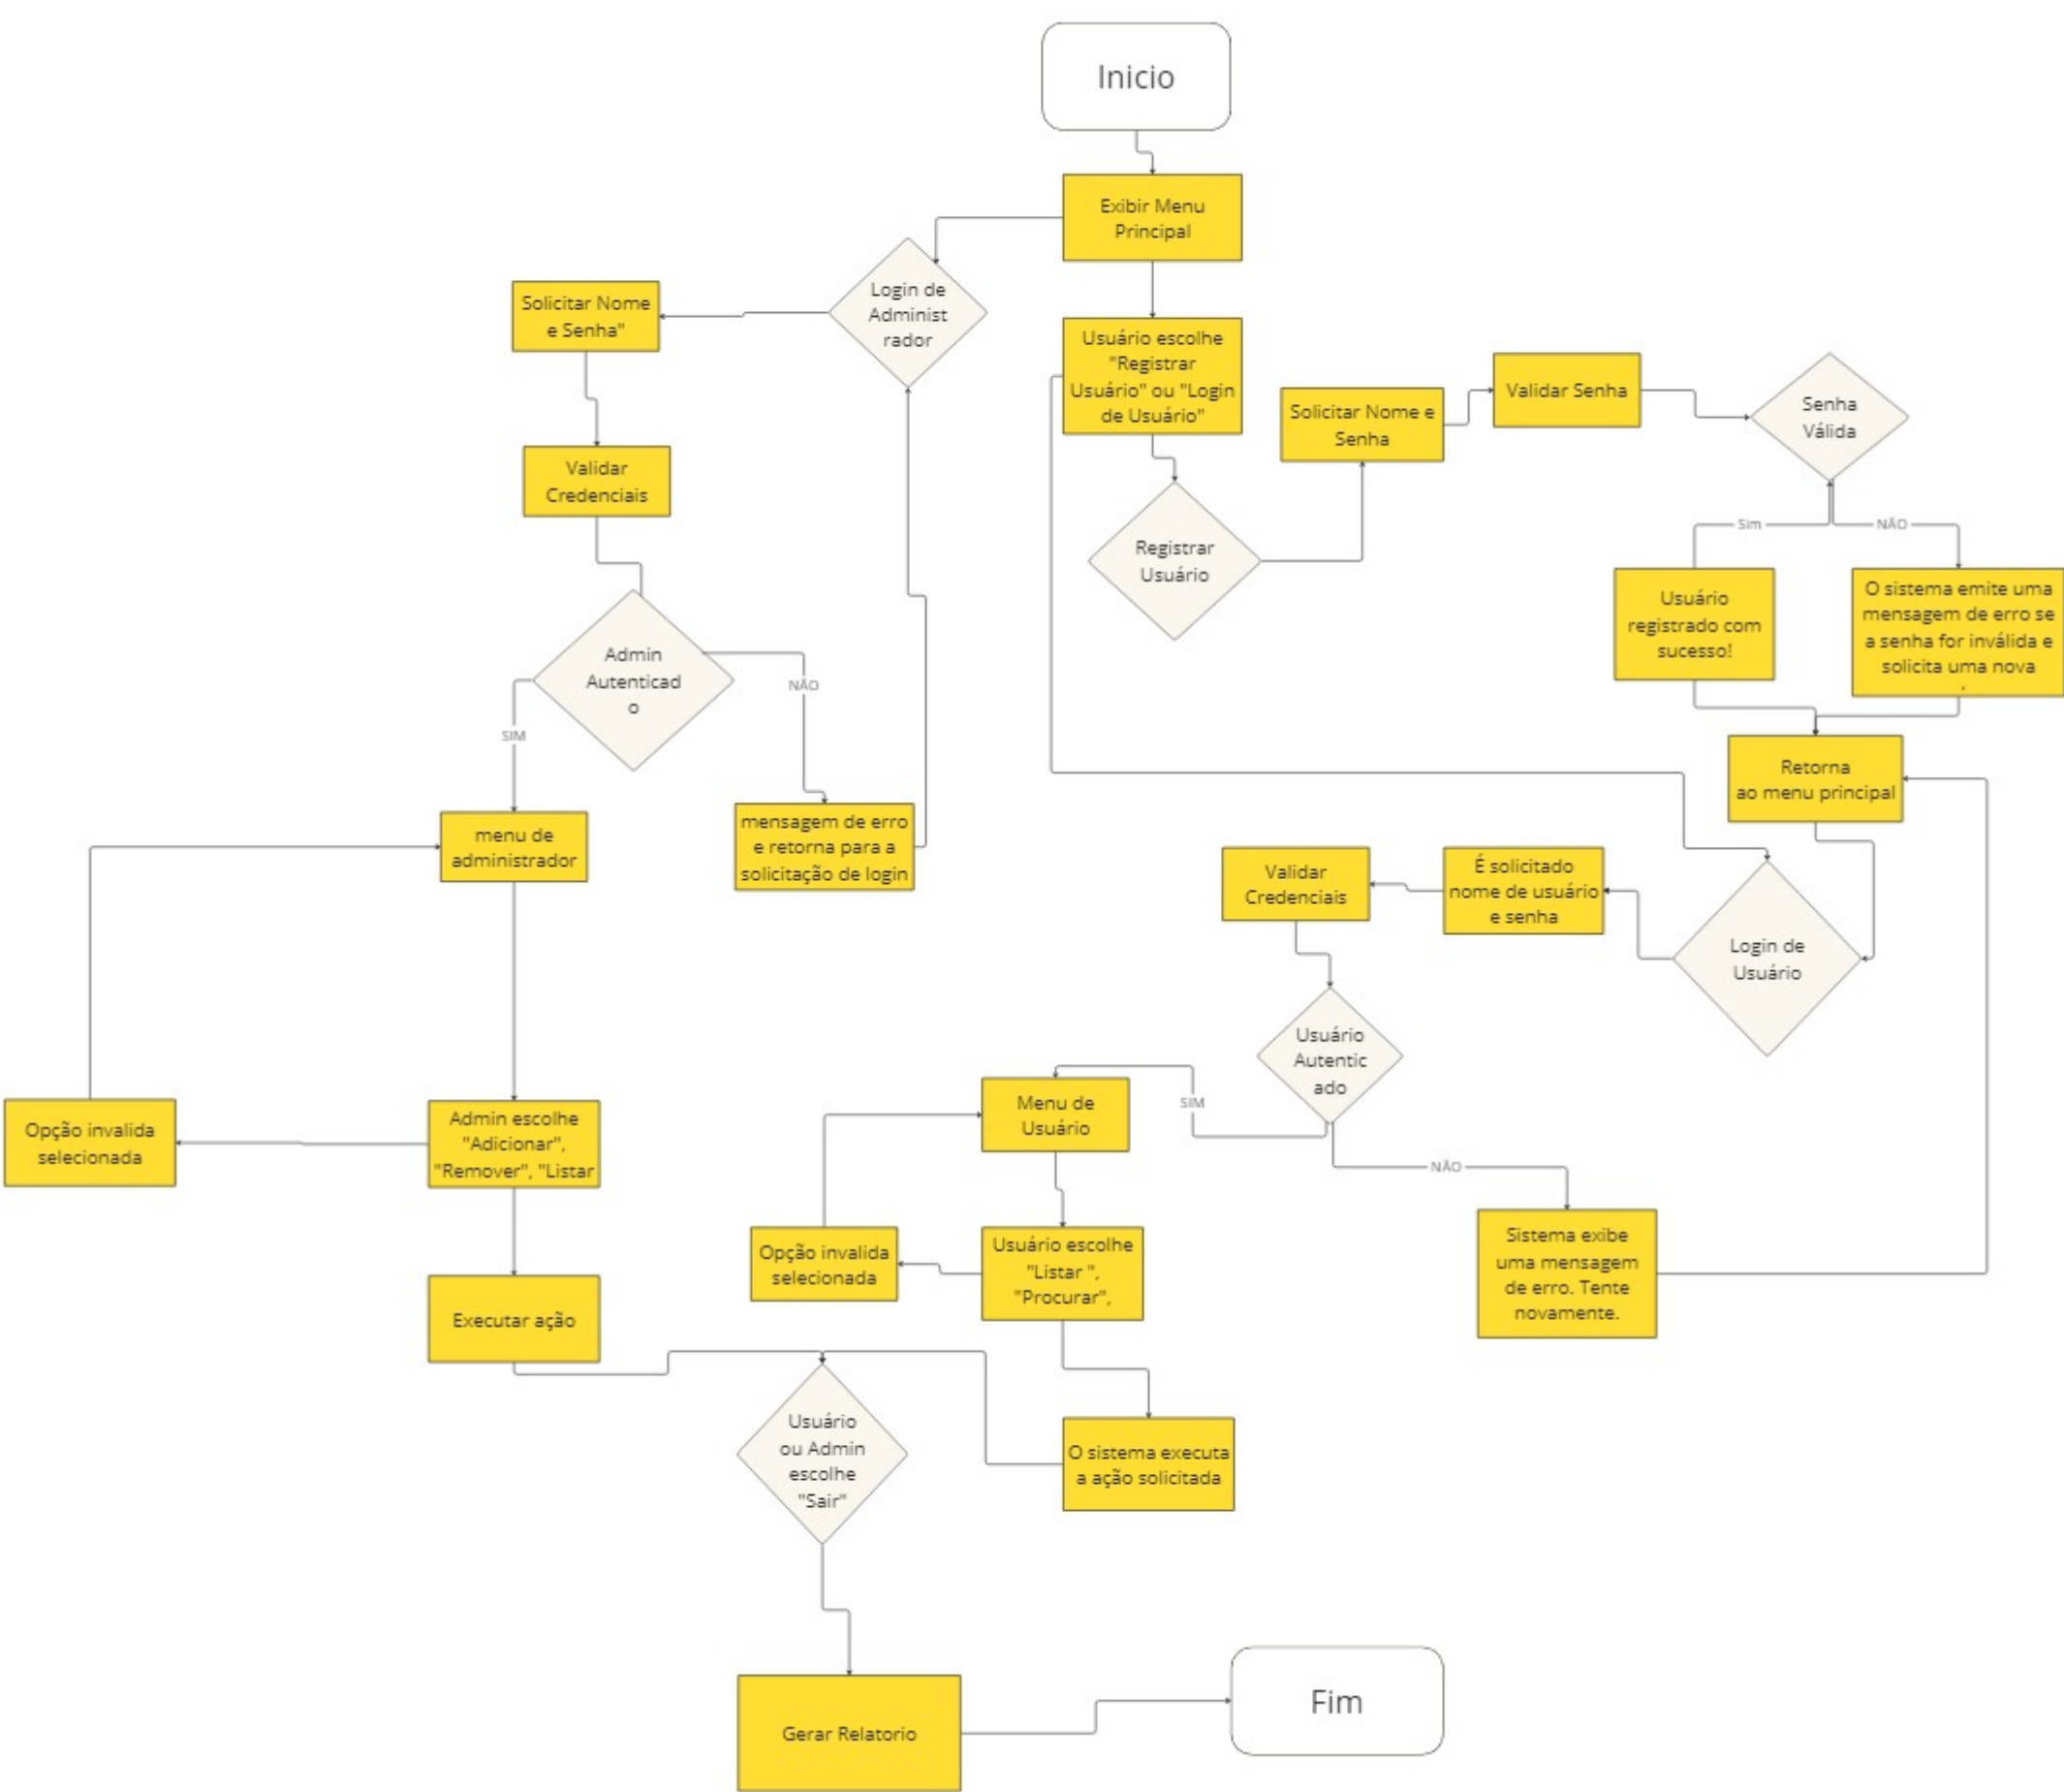 Inicio
Exibir Menu
Principal
Login de
Administ
rador
Solicitar Nome
e Senha"
Usuário escolhe
"Registrar
Usuário" ou "Login
de Usuário"
Validar Senha
Senha
Válida
Solicitar Nome e
Senha
Validar
Credenciais
Registrar
Usuário
Sim
NÃO
Usuário
registrado com
sucesso!
O sistema emite uma
mensagem de erro se
a senha for inválida e
solicita uma nova
Admin
Autenticad
o
NÃO
SIM
Retorna
ao menu principal
menu de
administrador
mensagem de erro
e retorna para a
solicitação de login
Validar
Credenciais
É solicitado
nome de usuário
e senha
Login de
Usuário
Usuário
Autentic
ado
Menu de
Usuário
SIM
NÃO
Opção invalida
selecionada
Admin escolhe
"Adicionar",
"Remover", "Listar
Opção invalida
selecionada
Usuário escolhe
"Listar ",
"Procurar",
Sistema exibe
uma mensagem
de erro. Tente
novamente.
Executar ação
Usuário
ou Admin
escolhe
"Sair"
O sistema executa
a ação solicitada
Gerar Relatorio
Fim